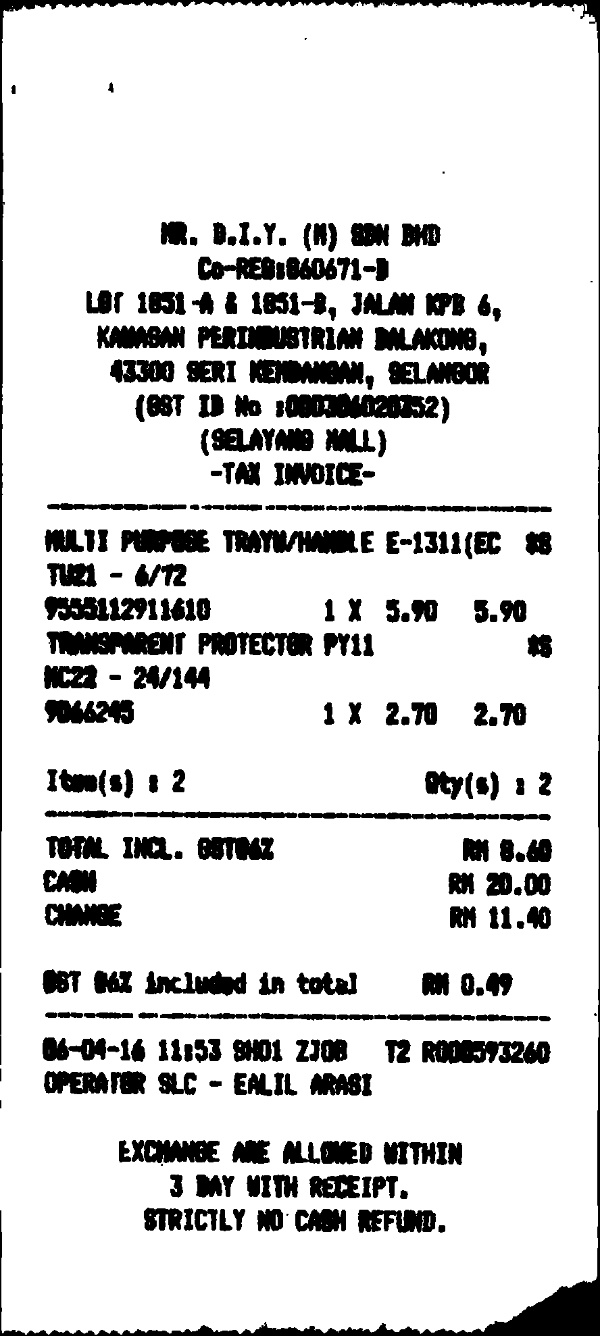 MR. D.I.Y. (M) SDN BHD
Co-REG:860671-D
LOT 1851-A & 1851-B, JALAN KPB 6,
KAWASAN PERINDUSTRIAN BALAKONG,
43300 SERI KEMBANGAN, SELANGOR
(GST ID No :000306020352)
(SELAYANG MALL)
-TAX INVOICE-
MULTI PURPOSE TRAYW/HANDLE E-1311(EC *S
TU21 - 6/72
9555112911610 1 X 5.90 5.90
TRANSPARENT PROTECTOR PY11 *S
MC22 - 24/144
9066245 1 X 2.70 2.70
Item(s) : 2 Qty(s) : 2
TOTAL INCL. GST@6% RM 8.60
CASH RM 20.00
CHANGE RM 11.40
GST @6% included in total RM 0.49
06-04-16 11:53 SH01 ZJ08 T2 R000593260
OPERATOR SLC - EALIL ARASI
EXCHANGE ARE ALLOWED WITHIN
3 DAY WITH RECEIPT.
STRICTLY NO CASH REFUND.